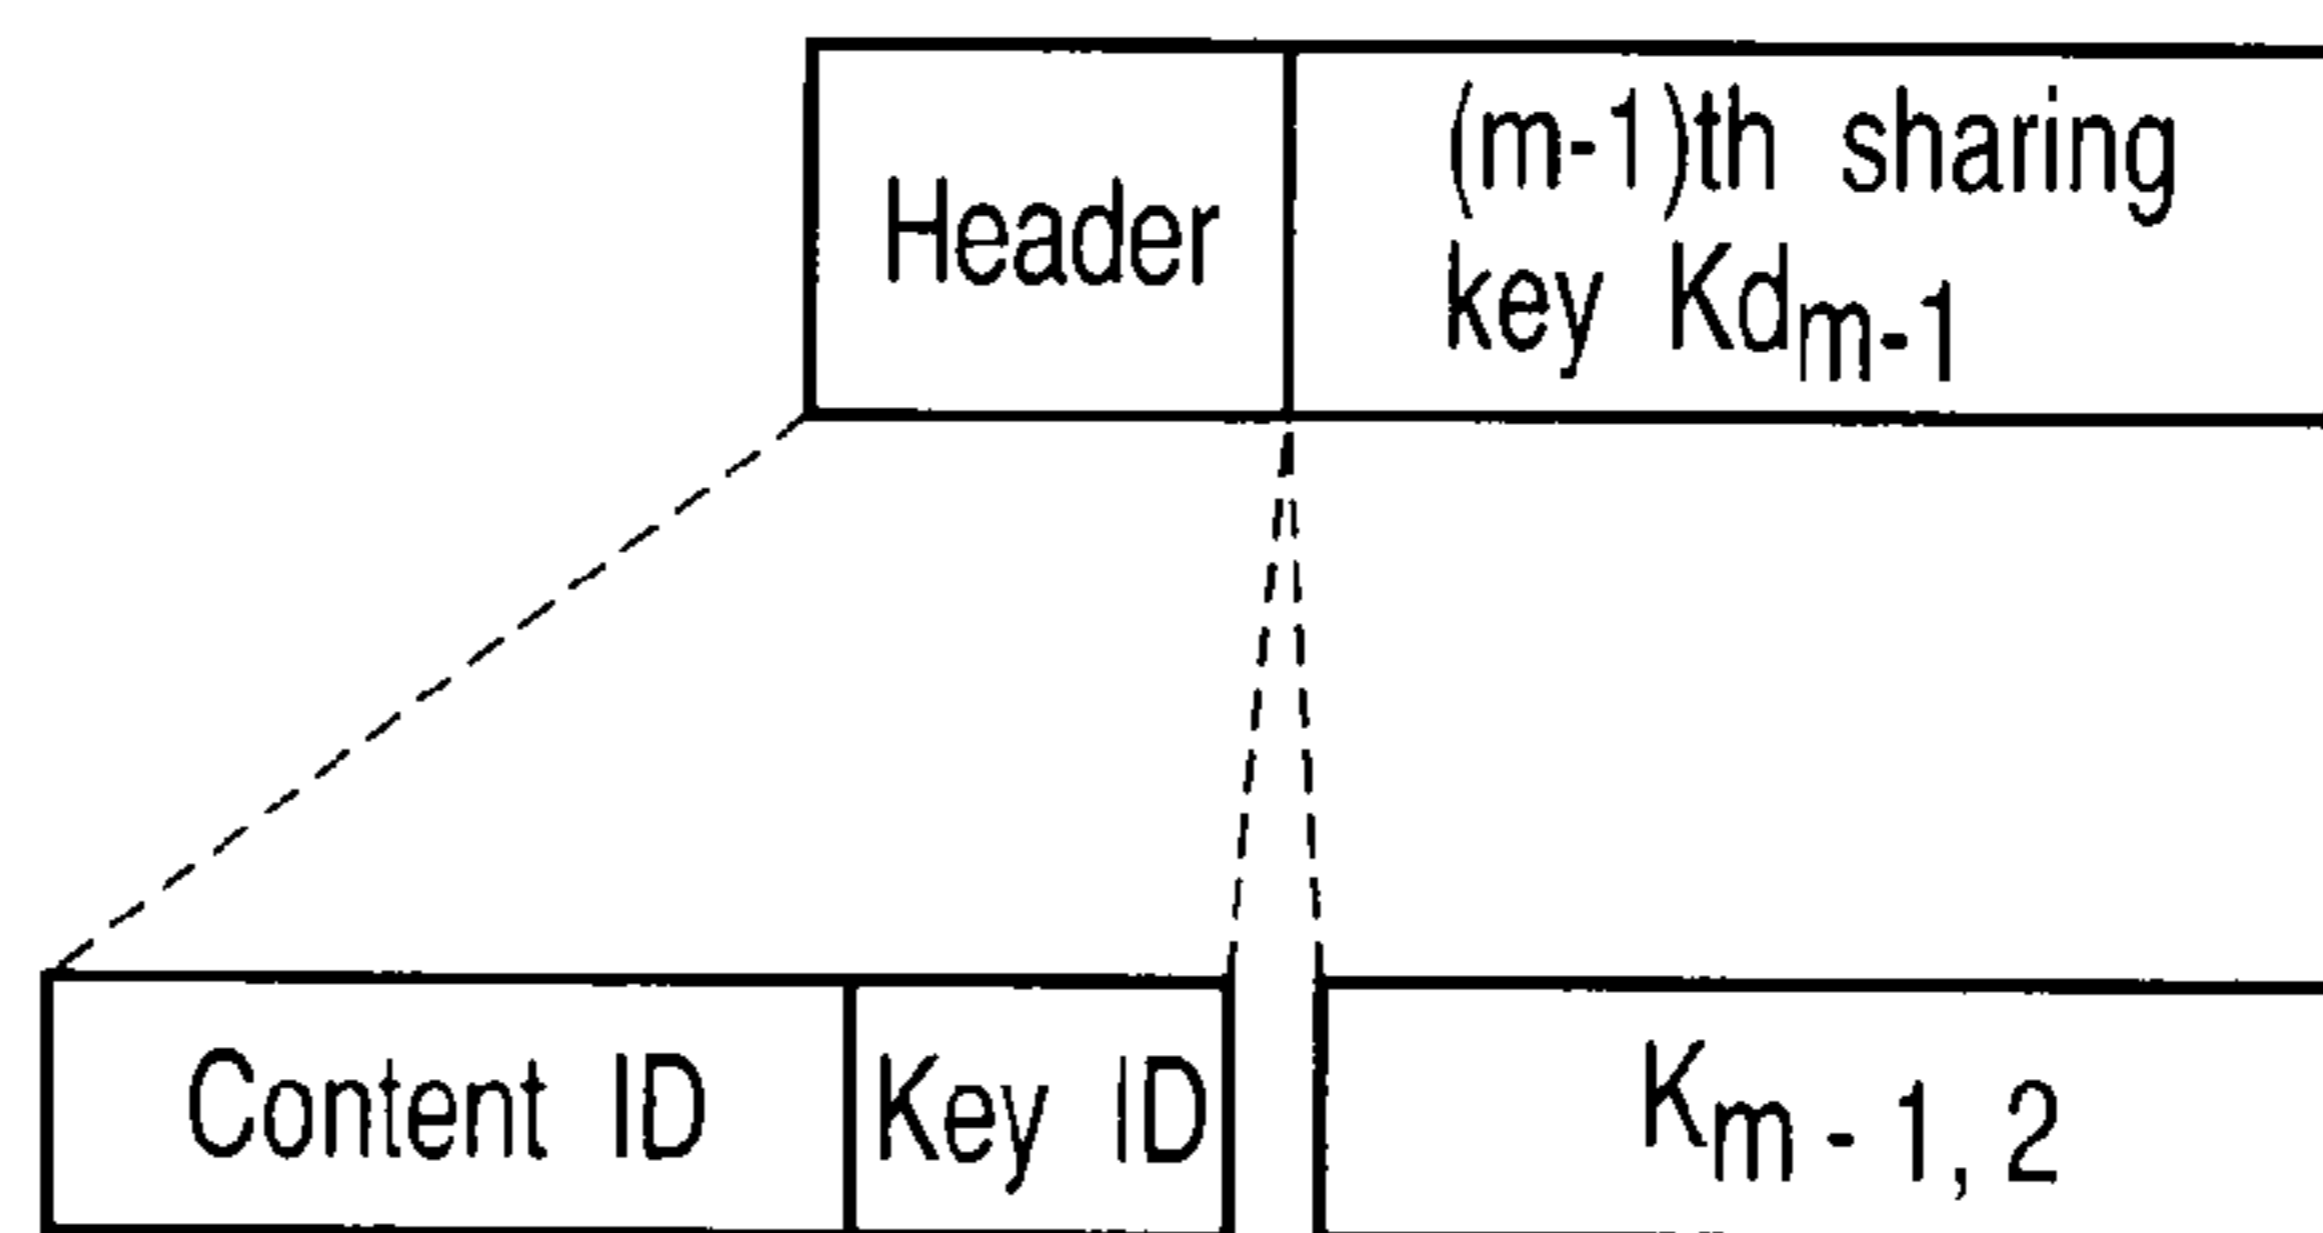 Header
(m-1)th sharing
key Kdm-1
Content ID
Key ID
Km - 1, 2